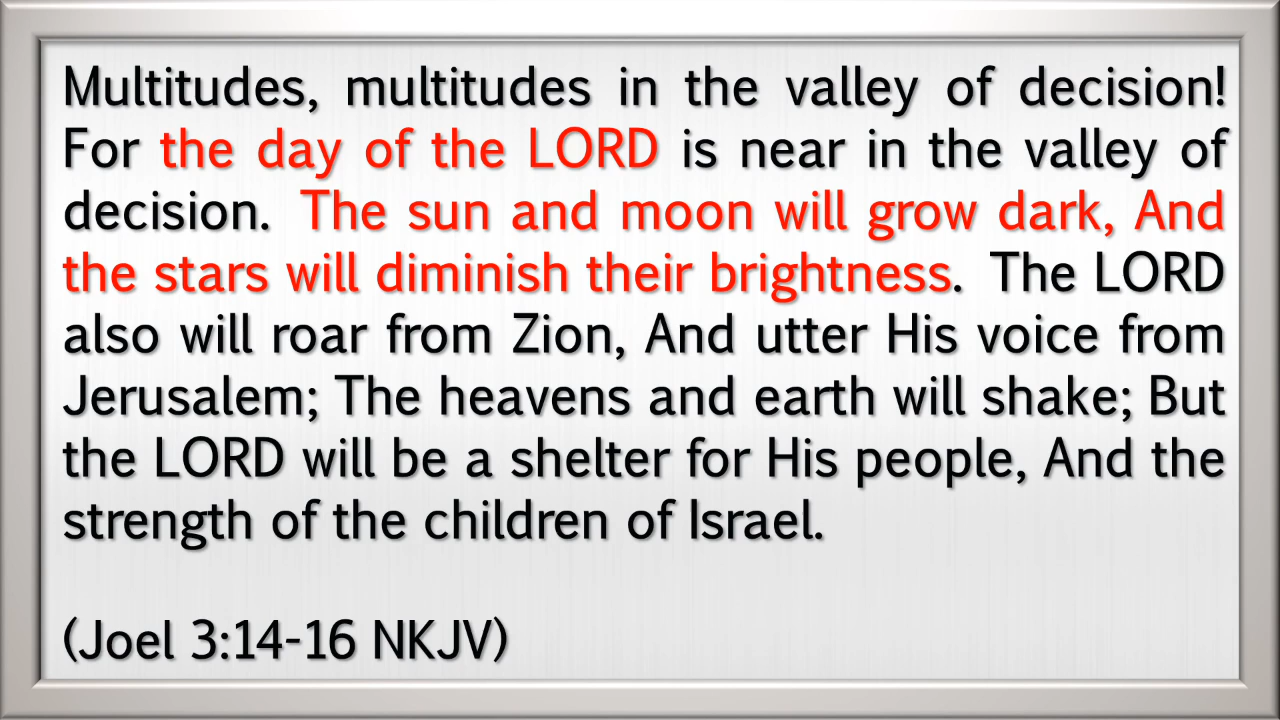 Multitudes, multitudes in the valley of decision!
For the day of the LORD is near in the valley of
decision. The sun and moon will grow dark, And
the stars will diminish their brightness. The LORD
also will roar from Zion, And utter His voice from
Jerusalem; The heavens and earth will shake; But
the LORD will be a shelter for His people, And the
strength of the children of Israel.
(Joel 3:14-16 NKJV)